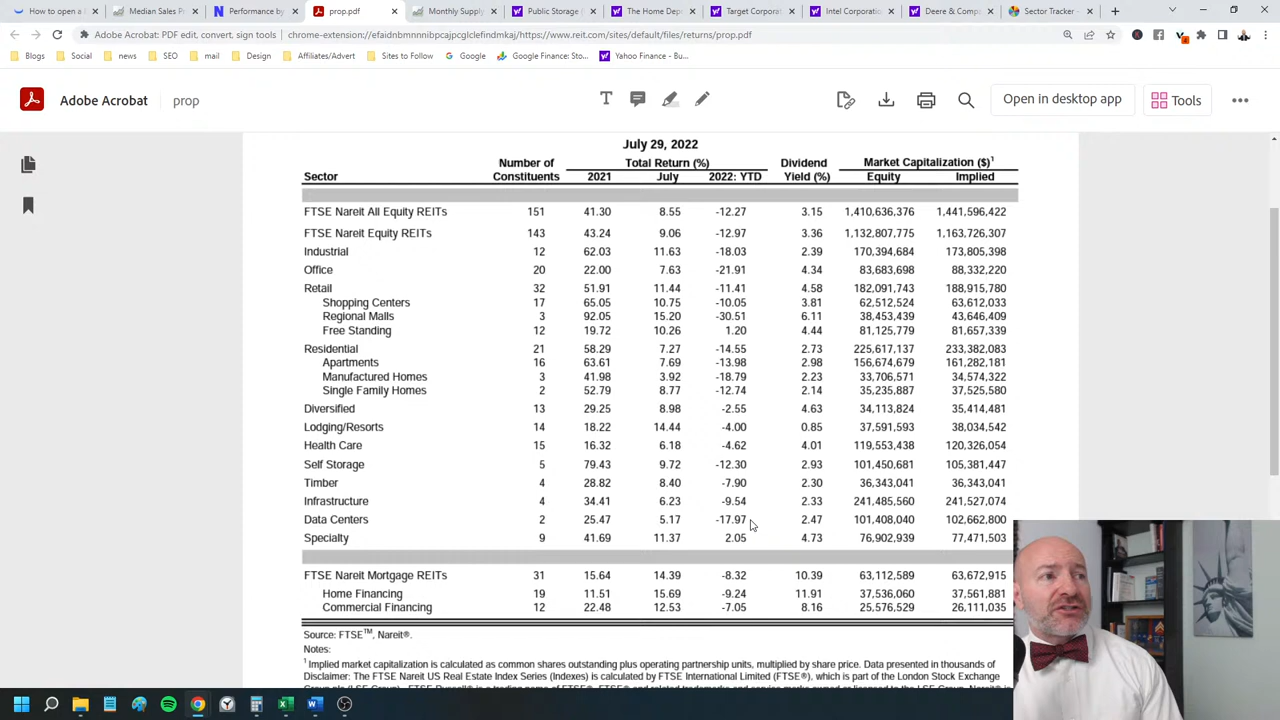 How to open a
Median Sales P
Performance by
prop.pdf
Monthly Supply
Public Storage
The Home Dep
Target Corporat
Intel Corporatio
Deere & Comp
Sector Tracker -
Adobe Acrobat: PDF edit, convert, sign tools | chrome-extension://efaidnbmnnnibpcajpcglclefindmkaj/https://www.reit.com/sites/default/files/returns/prop.pdf
Blogs Social news SEO mail Design Affiliates/Advert Sites to Follow Google Google Finance: Sto... Yahoo Finance - Bu...
Adobe Acrobat prop Open in desktop app Tools
July 29, 2022
Number of Total Return (%) Dividend Market Capitalization ($)1
Sector Constituents 2021 July 2022: YTD Yield (%) Equity Implied
FTSE Nareit All Equity REITs 151 41.30 8.55 -12.27 3.15 1,410,636,376 1,441,596,422
FTSE Nareit Equity REITs 143 43.24 9.06 -12.97 3.36 1,132,807,775 1,163,726,307
Industrial 12 62.03 11.63 -18.03 2.39 170,394,684 173,805,398
Office 20 22.00 7.63 -21.91 4.34 83,683,698 88,332,220
Retail 32 51.91 11.44 -11.41 4.58 182,091,743 188,915,780
Shopping Centers 17 65.05 10.75 -10.05 3.81 62,512,524 63,612,033
Regional Malls 3 92.05 15.20 -30.51 6.11 38,453,439 43,646,409
Free Standing 12 19.72 10.26 1.20 4.44 81,125,779 81,657,339
Residential 21 58.29 7.27 -14.55 2.73 225,617,137 233,382,083
Apartments 16 63.61 7.69 -13.98 2.98 156,674,679 161,282,181
Manufactured Homes 3 41.98 3.92 -18.79 2.23 33,706,571 34,574,322
Single Family Homes 2 52.79 8.77 -12.74 2.14 35,235,887 37,525,580
Diversified 13 29.25 8.98 -2.55 4.63 34,113,824 35,414,481
Lodging/Resorts 14 18.22 14.44 -4.00 0.85 37,591,593 38,034,542
Health Care 15 16.32 6.18 -4.62 4.01 119,553,438 120,326,054
Self Storage 5 79.43 9.72 -12.30 2.93 101,450,681 105,381,447
Timber 4 28.82 8.40 -7.90 2.30 36,343,041 36,343,041
Infrastructure 4 34.41 6.23 -9.54 2.33 241,485,560 241,527,074
Data Centers 2 25.47 5.17 -17.97 2.47 101,408,040 102,662,800
Specialty 9 41.69 11.37 2.05 4.73 76,902,939 77,471,503
FTSE Nareit Mortgage REITs 31 15.64 14.39 -8.32 10.39 63,112,589 63,672,915
Home Financing 19 11.51 15.69 -9.24 11.91 37,536,060 37,561,881
Commercial Financing 12 22.48 12.53 -7.05 8.16 25,576,529 26,111,035
Source: FTSE™, Nareit®.
Notes:
1 Implied market capitalization is calculated as common shares outstanding plus operating partnership units, multiplied by share price. Data presented in thousands of
Disclaimer: The FTSE Nareit US Real Estate Index Series (Indexes) is calculated by FTSE International Limited (FTSE®), which is part of the London Stock Exchange